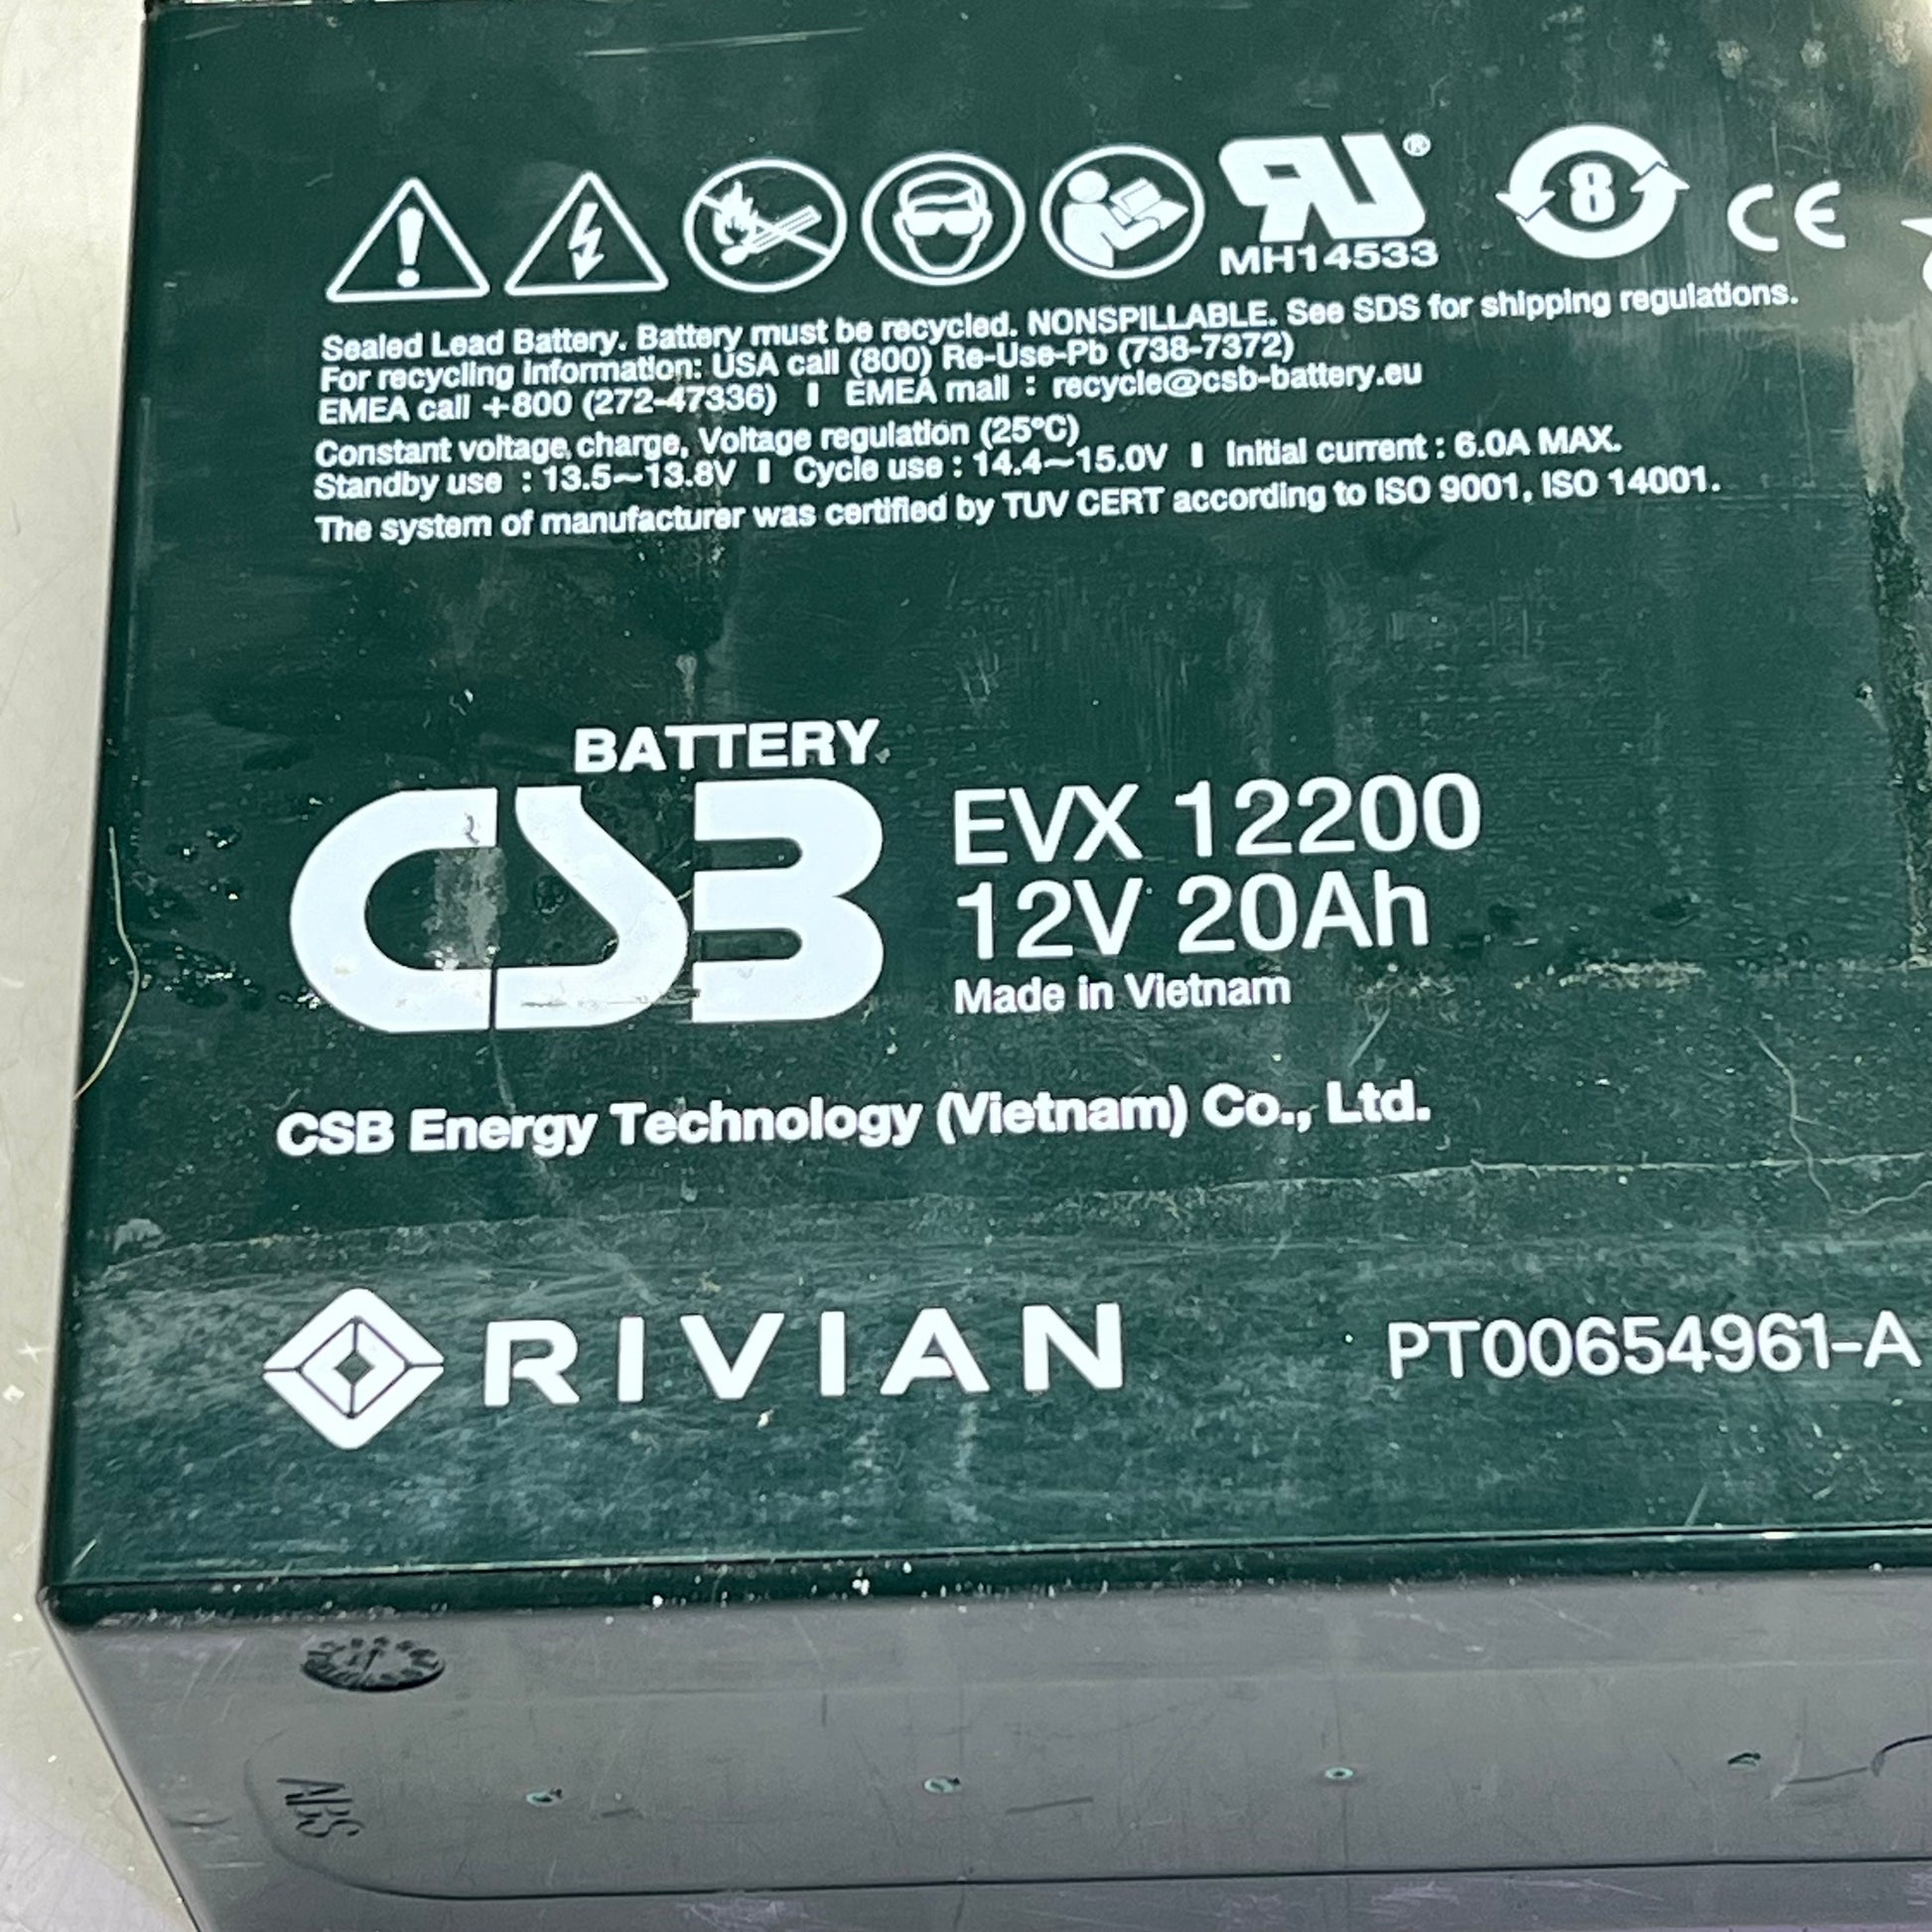 MH14533
8
CE
Sealed Lead Battery. Battery must be recycled. NONSPILLABLE. See SDS for shipping regulations.
For recycling information: USA call (800) Re-Use-Pb (738-7372)
EMEA call +800 (272-47336) | EMEA mail : recycle@csb-battery.eu
Constant voltage charge, Voltage regulation (25°C)
Standby use : 13.5~13.8V | Cycle use : 14.4~15.0V | Initial current : 6.0A MAX.
The system of manufacturer was certified by TUV CERT according to ISO 9001, ISO 14001.
BATTERY
CSB
EVX 12200
12V 20Ah
Made in Vietnam
CSB Energy Technology (Vietnam) Co., Ltd.
RIVIAN PT00654961-A
ABS